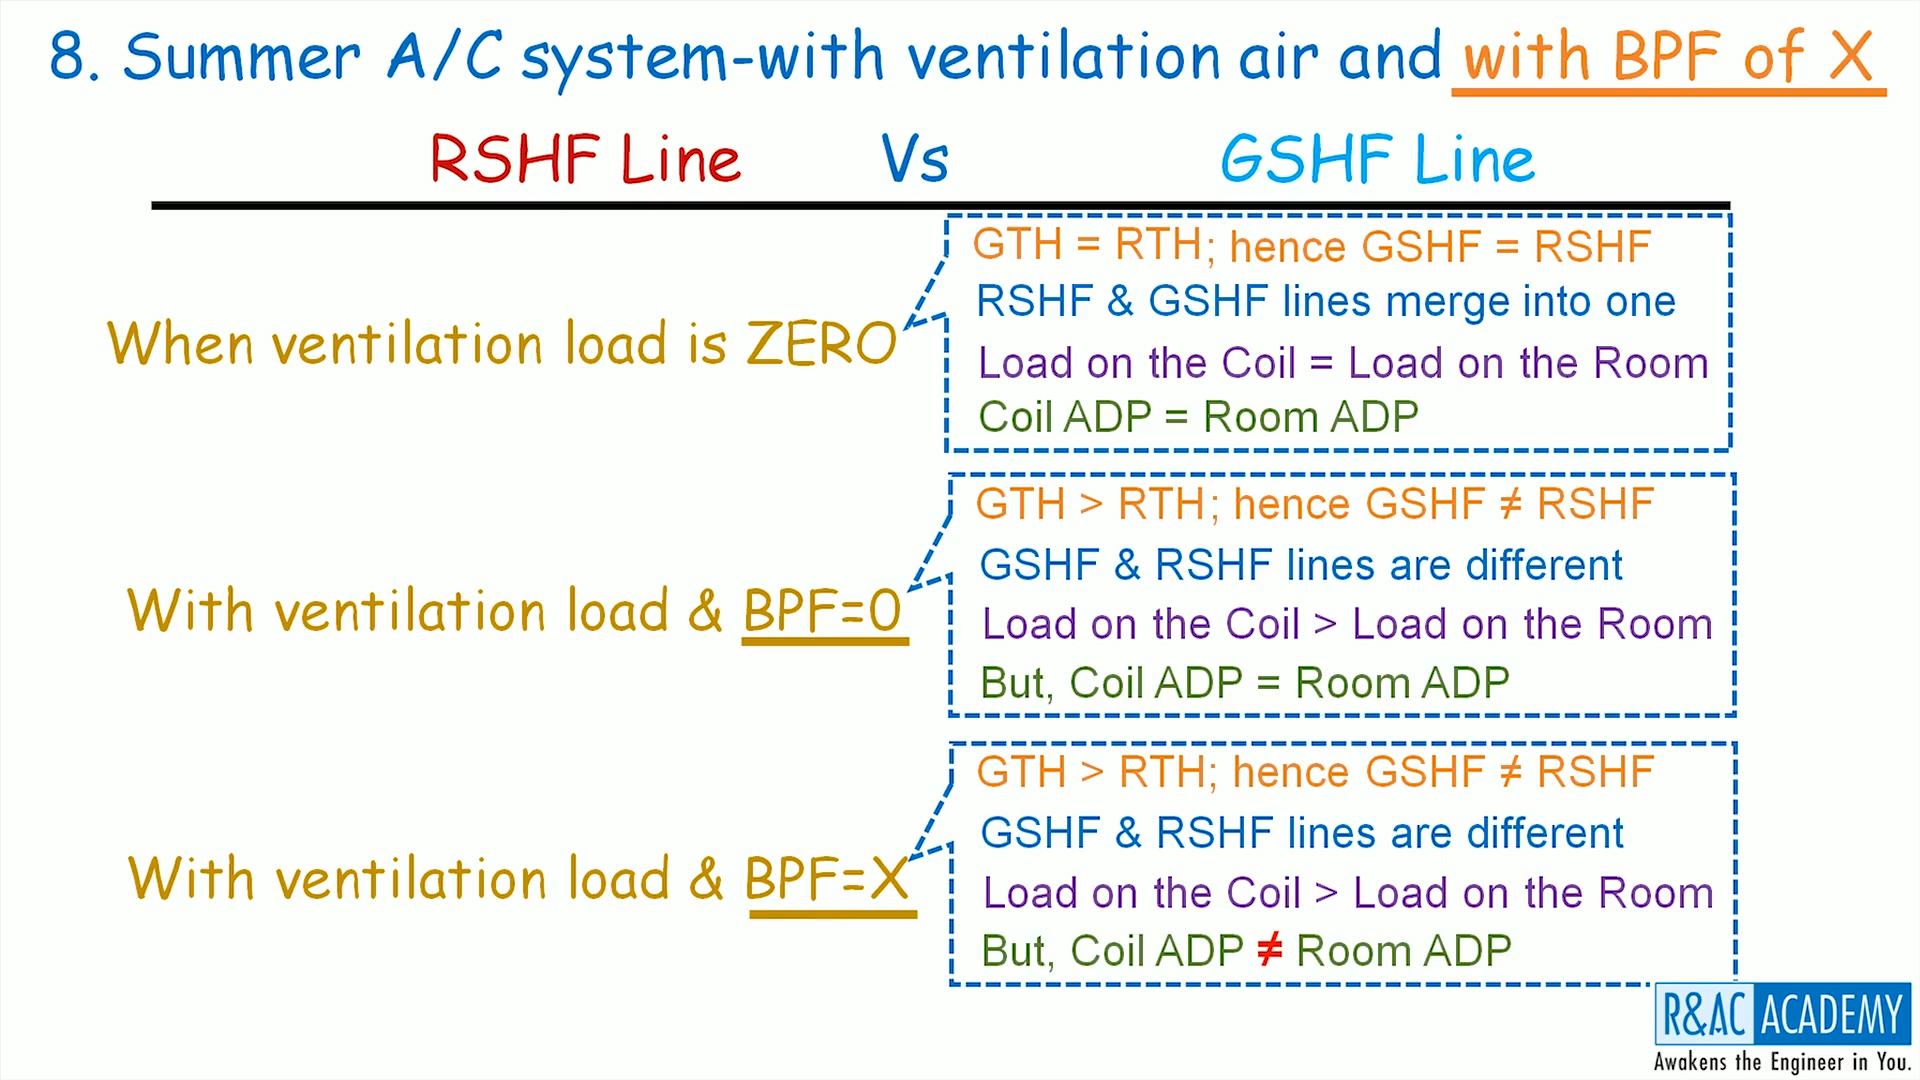 8. Summer A/C system-with ventilation air and with BPF of X
RSHF Line Vs GSHF Line
When ventilation load is ZERO
GTH = RTH; hence GSHF = RSHF
RSHF & GSHF lines merge into one
Load on the Coil = Load on the Room
Coil ADP = Room ADP
With ventilation load & BPF=0
GTH > RTH; hence GSHF ≠ RSHF
GSHF & RSHF lines are different
Load on the Coil > Load on the Room
But, Coil ADP = Room ADP
With ventilation load & BPF=X
GTH > RTH; hence GSHF ≠ RSHF
GSHF & RSHF lines are different
Load on the Coil > Load on the Room
But, Coil ADP ≠ Room ADP
R&AC ACADEMY
Awakens the Engineer in You.